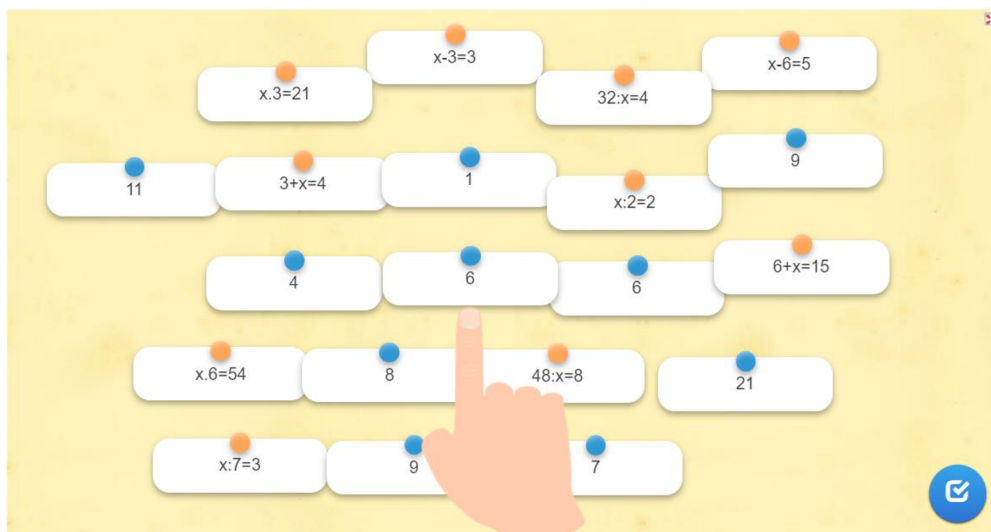 x-3=3
x-6=5
x.3=21
32:x=4
11
3+x=4
1
x:2=2
9
4
6
6
6+x=15
x.6=54
8
48:x=8
21
x:7=3
9
7